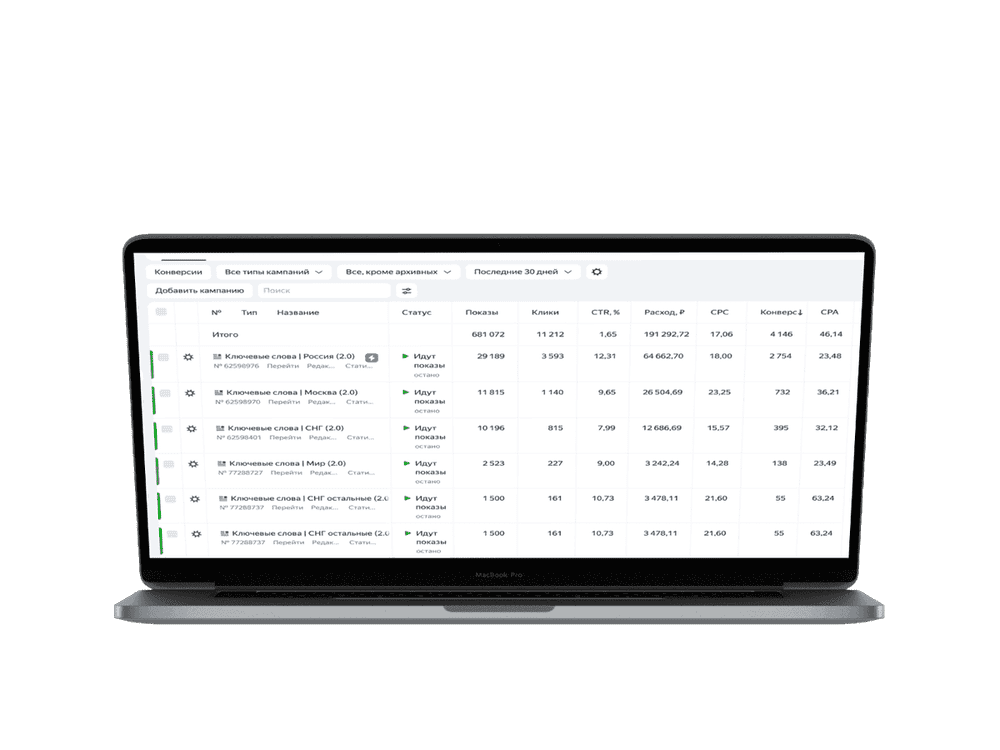 Конверсии Все типы кампаний Все, кроме архивных Последние 30 дней
Добавить кампанию Поиск
№ Тип Название Статус Показы Клики CTR, % Расход, ₽ CPC Конверс↓ CPA
Итого 681 072 11 212 1,65 191 292,72 17,06 4 146 46,14
Ключевые слова | Россия (2.0) Идут показы 29 189 3 593 12,31 64 662,70 18,00 2 754 23,48
№ 62598976 Перейти Редак... Стати... остано
Ключевые слова | Москва (2.0) Идут показы 11 815 1 140 9,65 26 504,69 23,25 732 36,21
№ 62598970 Перейти Редак... Стати... остано
Ключевые слова | СНГ (2.0) Идут показы 10 196 815 7,99 12 686,69 15,57 395 32,12
№ 62598401 Перейти Редак... Стати... остано
Ключевые слова | Мир (2.0) Идут показы 2 523 227 9,00 3 242,24 14,28 138 23,49
№ 77288727 Перейти Редак... Стати... остано
Ключевые слова | СНГ остальные (2.0 Идут показы 1 500 161 10,73 3 478,11 21,60 55 63,24
№ 77288737 Перейти Редак... Стати... остано
Ключевые слова | СНГ остальные (2.0 Идут показы 1 500 161 10,73 3 478,11 21,60 55 63,24
№ 77288737 Перейти Редак... Стати... остано
MacBook Pro